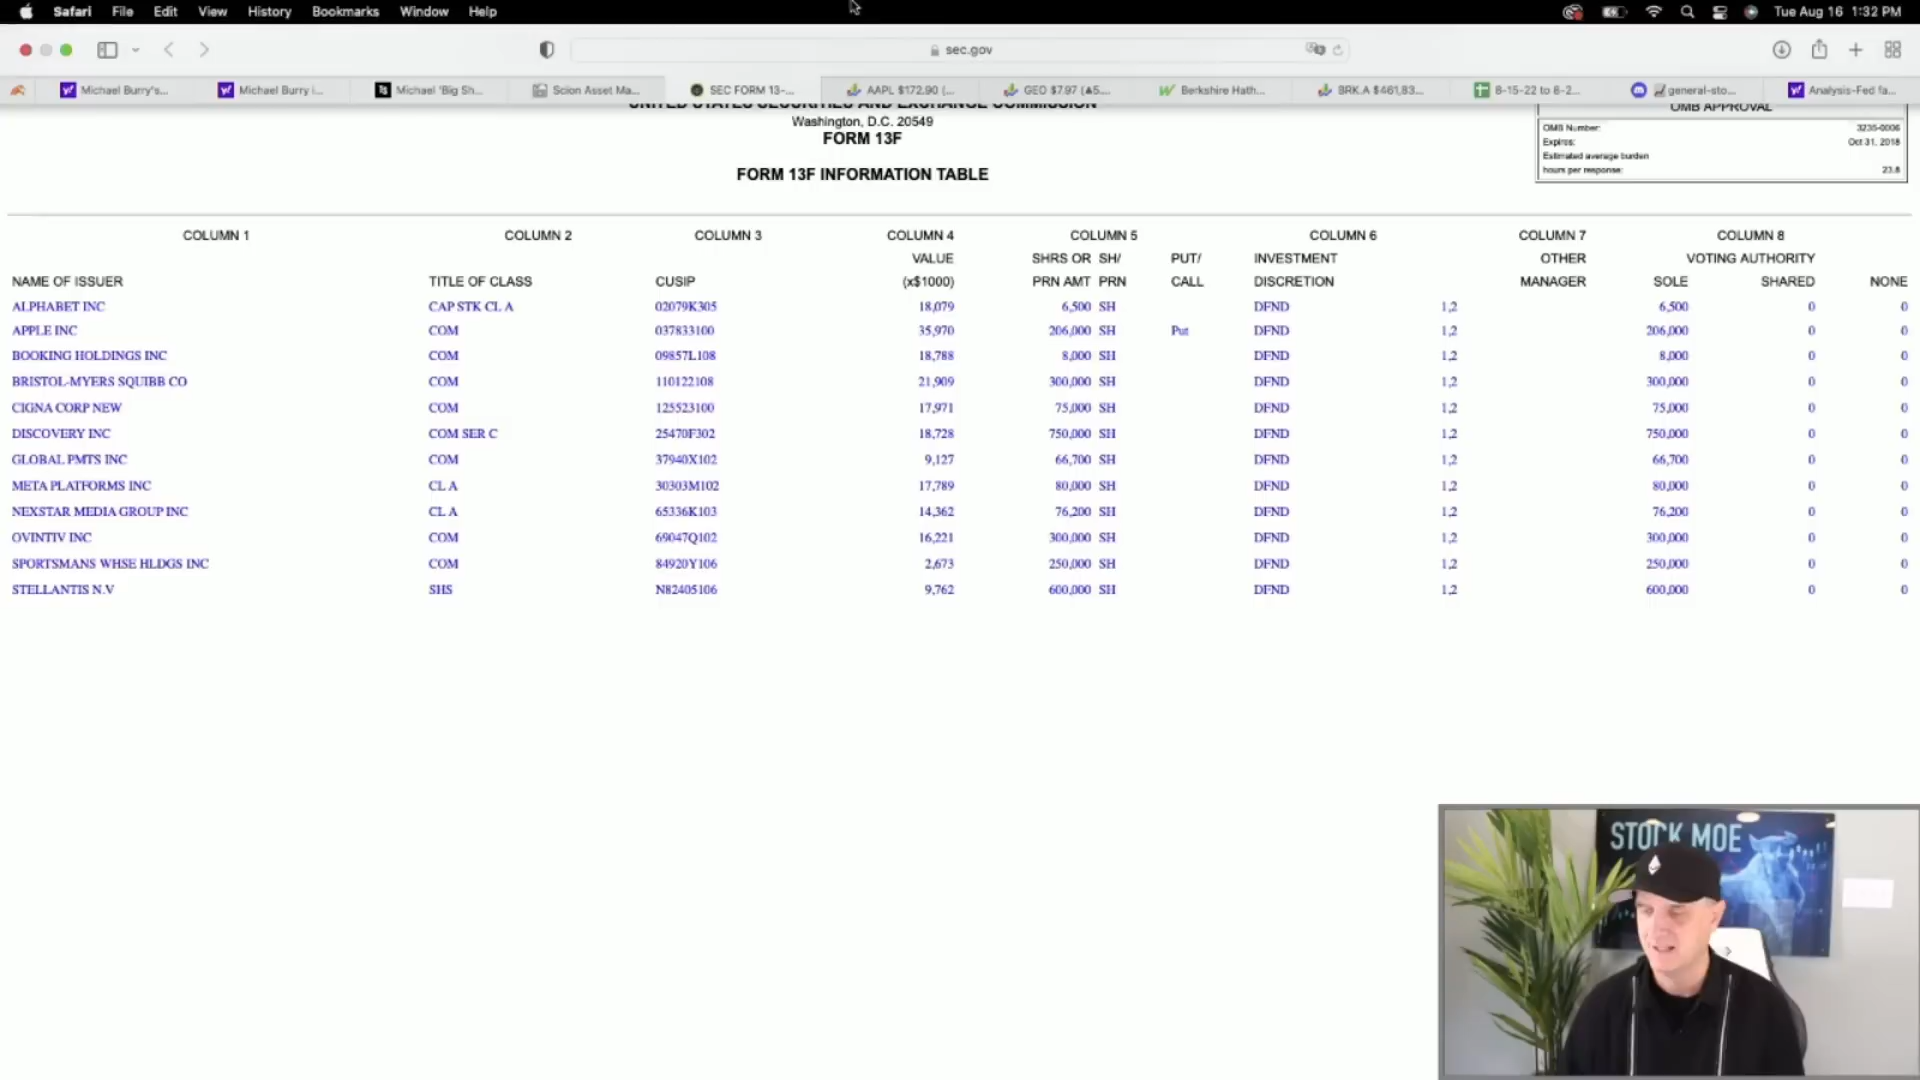 Safari File Edit View History Bookmarks Window Help Tue Aug 16 1:32 PM
sec.gov
Michael Burry's... Michael Burry i... Michael 'Big Sh... Scion Asset Ma... SEC FORM 13-... AAPL $172.90 (... GEO $7.97 (▲5.... Berkshire Hath... BRK.A $461,83... 8-15-22 to 8-2... general-sto... Analysis-Fed fa...
UNITED STATES SECURITIES AND EXCHANGE COMMISSION
Washington, D.C. 20549
FORM 13F
FORM 13F INFORMATION TABLE
OMB APPROVAL
OMB Number: 3235-0006
Expires: Oct 31, 2018
Estimated average burden
hours per response: 23.8
COLUMN 1 COLUMN 2 COLUMN 3 COLUMN 4 COLUMN 5 COLUMN 6 COLUMN 7 COLUMN 8
VALUE SHRS OR SH/ PUT/ INVESTMENT OTHER VOTING AUTHORITY
NAME OF ISSUER TITLE OF CLASS CUSIP (x$1000) PRN AMT PRN CALL DISCRETION MANAGER SOLE SHARED NONE
ALPHABET INC CAP STK CL A 02079K305 18,079 6,500 SH DFND 1,2 6,500 0 0
APPLE INC COM 037833100 35,970 206,000 SH Put DFND 1,2 206,000 0 0
BOOKING HOLDINGS INC COM 09857L108 18,788 8,000 SH DFND 1,2 8,000 0 0
BRISTOL-MYERS SQUIBB CO COM 110122108 21,909 300,000 SH DFND 1,2 300,000 0 0
CIGNA CORP NEW COM 125523100 17,971 75,000 SH DFND 1,2 75,000 0 0
DISCOVERY INC COM SER C 25470F302 18,728 750,000 SH DFND 1,2 750,000 0 0
GLOBAL PMTS INC COM 37940X102 9,127 66,700 SH DFND 1,2 66,700 0 0
META PLATFORMS INC CL A 30303M102 17,789 80,000 SH DFND 1,2 80,000 0 0
NEXSTAR MEDIA GROUP INC CL A 65336K103 14,362 76,200 SH DFND 1,2 76,200 0 0
OVINTIV INC COM 69047Q102 16,221 300,000 SH DFND 1,2 300,000 0 0
SPORTSMANS WHSE HLDGS INC COM 84920Y106 2,673 250,000 SH DFND 1,2 250,000 0 0
STELLANTIS N.V SHS N82405106 9,762 600,000 SH DFND 1,2 600,000 0 0
STOCK MOE